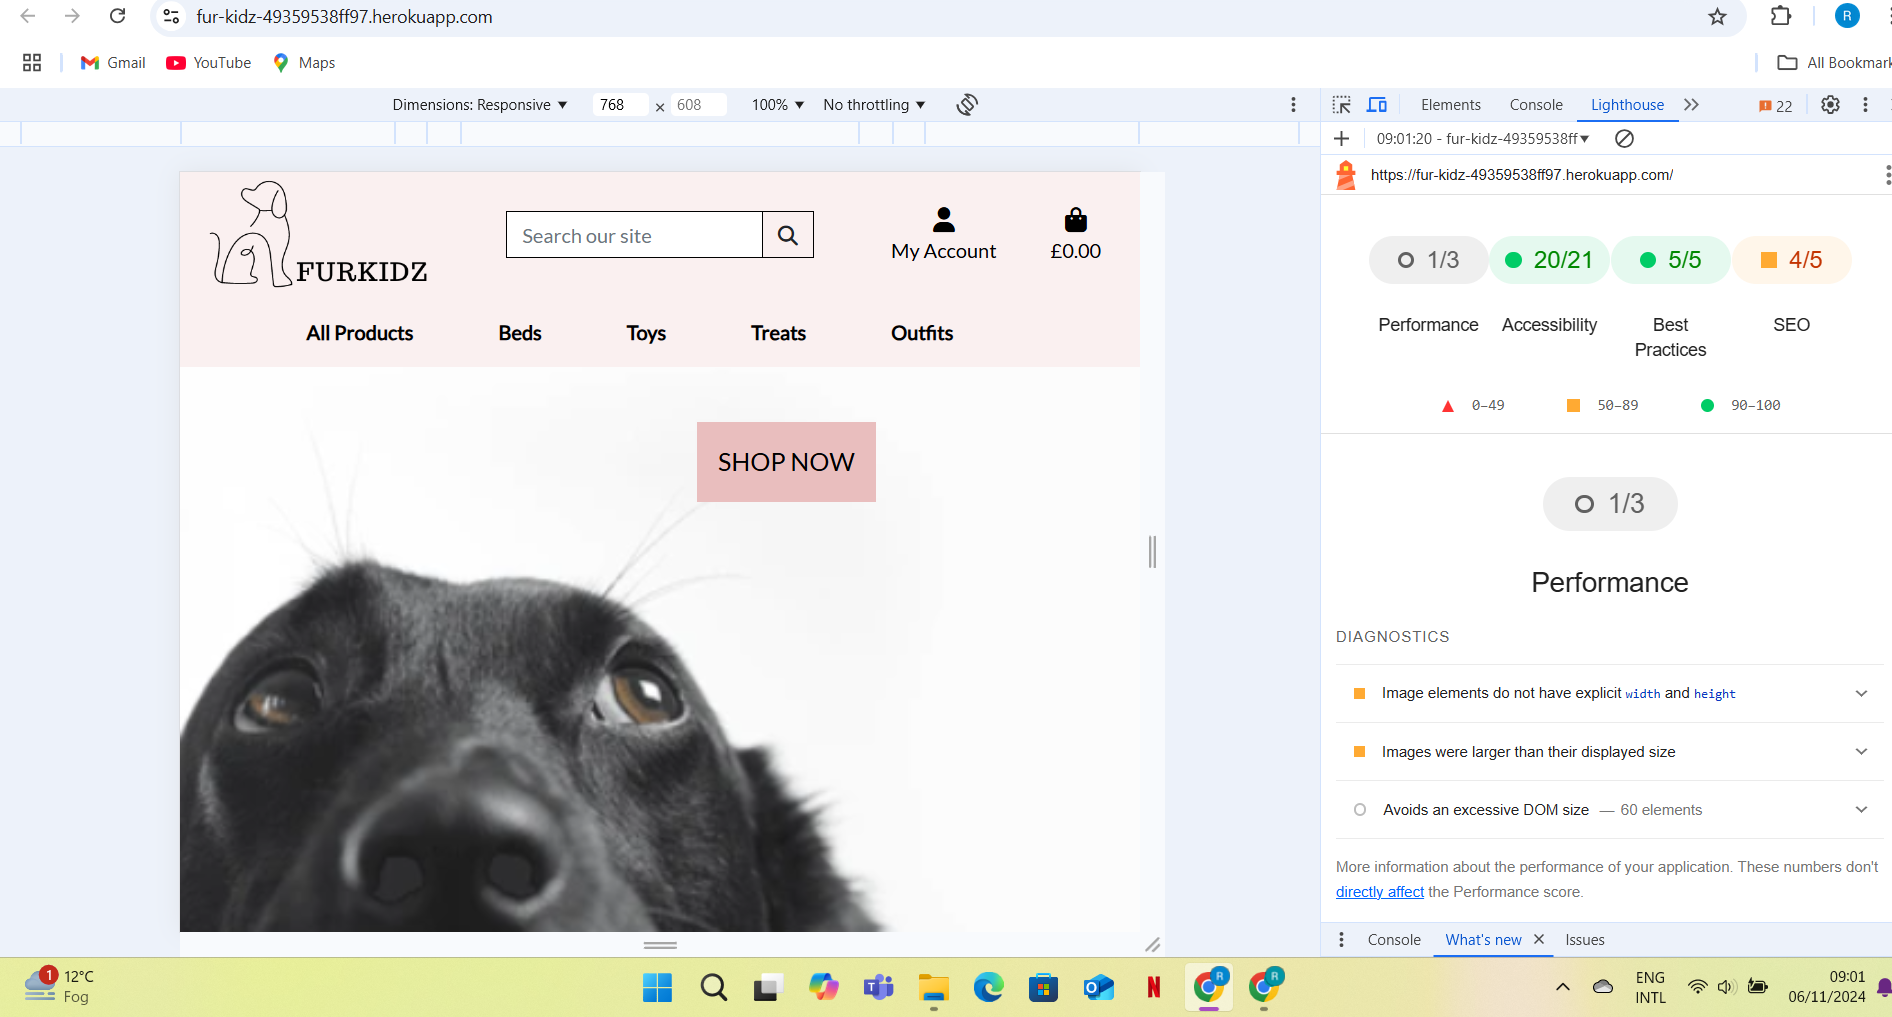 fur-kidz-49359538ff97.herokuapp.com
R
Gmail
YouTube
Maps
All Bookmark
Dimensions: Responsive
768 × 608
100%
No throttling
Elements
Console
Lighthouse
22
09:01:20 - fur-kidz-49359538ff
https://fur-kidz-49359538ff97.herokuapp.com/
FURKIDZ
Search our site
My Account
£0.00
All Products
Beds
Toys
Treats
Outfits
SHOP NOW
1/3
20/21
5/5
4/5
Performance
Accessibility
Best
Practices
SEO
0–49
50–89
90–100
1/3
Performance
DIAGNOSTICS
Image elements do not have explicit width and height
Images were larger than their displayed size
Avoids an excessive DOM size — 60 elements
More information about the performance of your application. These numbers don't
directly affect the Performance score.
Console
What's new
Issues
1
12°C
Fog
T
O
N
R
R
ENG
INTL
09:01
06/11/2024